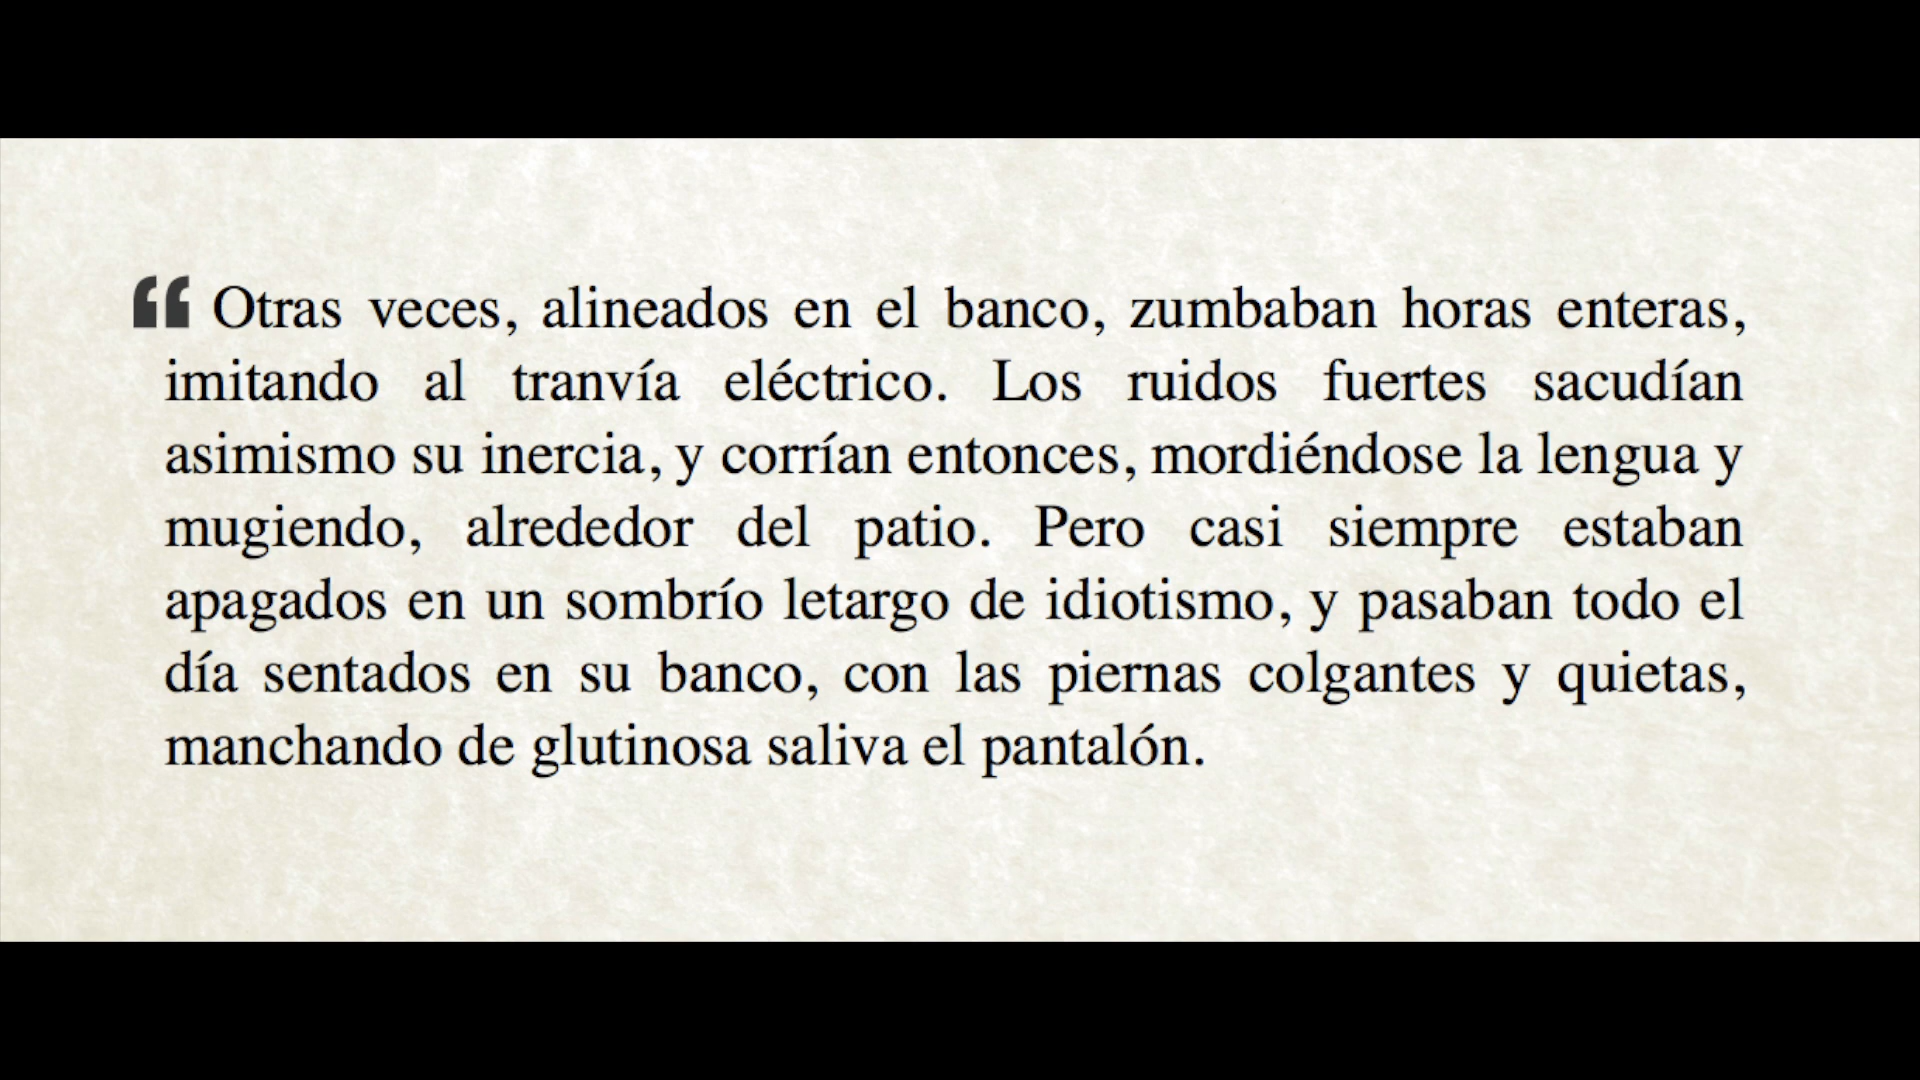 “Otras veces, alineados en el banco, zumbaban horas enteras,
imitando al tranvía eléctrico. Los ruidos fuertes sacudían
asimismo su inercia, y corrían entonces, mordiéndose la lengua y
mugiendo, alrededor del patio. Pero casi siempre estaban
apagados en un sombrío letargo de idiotismo, y pasaban todo el
día sentados en su banco, con las piernas colgantes y quietas,
manchando de glutinosa saliva el pantalón.